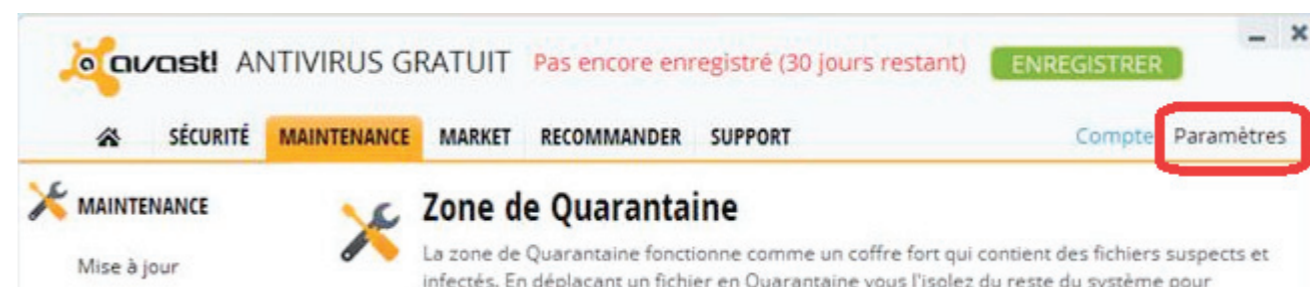 avast! ANTIVIRUS GRATUIT Pas encore enregistré (30 jours restant) ENREGISTRER
SÉCURITÉ MAINTENANCE MARKET RECOMMANDER SUPPORT Compte Paramètres
MAINTENANCE
Zone de Quarantaine
Mise à jour
La zone de Quarantaine fonctionne comme un coffre fort qui contient des fichiers suspects et
infectés. En déplaçant un fichier en Quarantaine vous l'isolez du reste du système pour